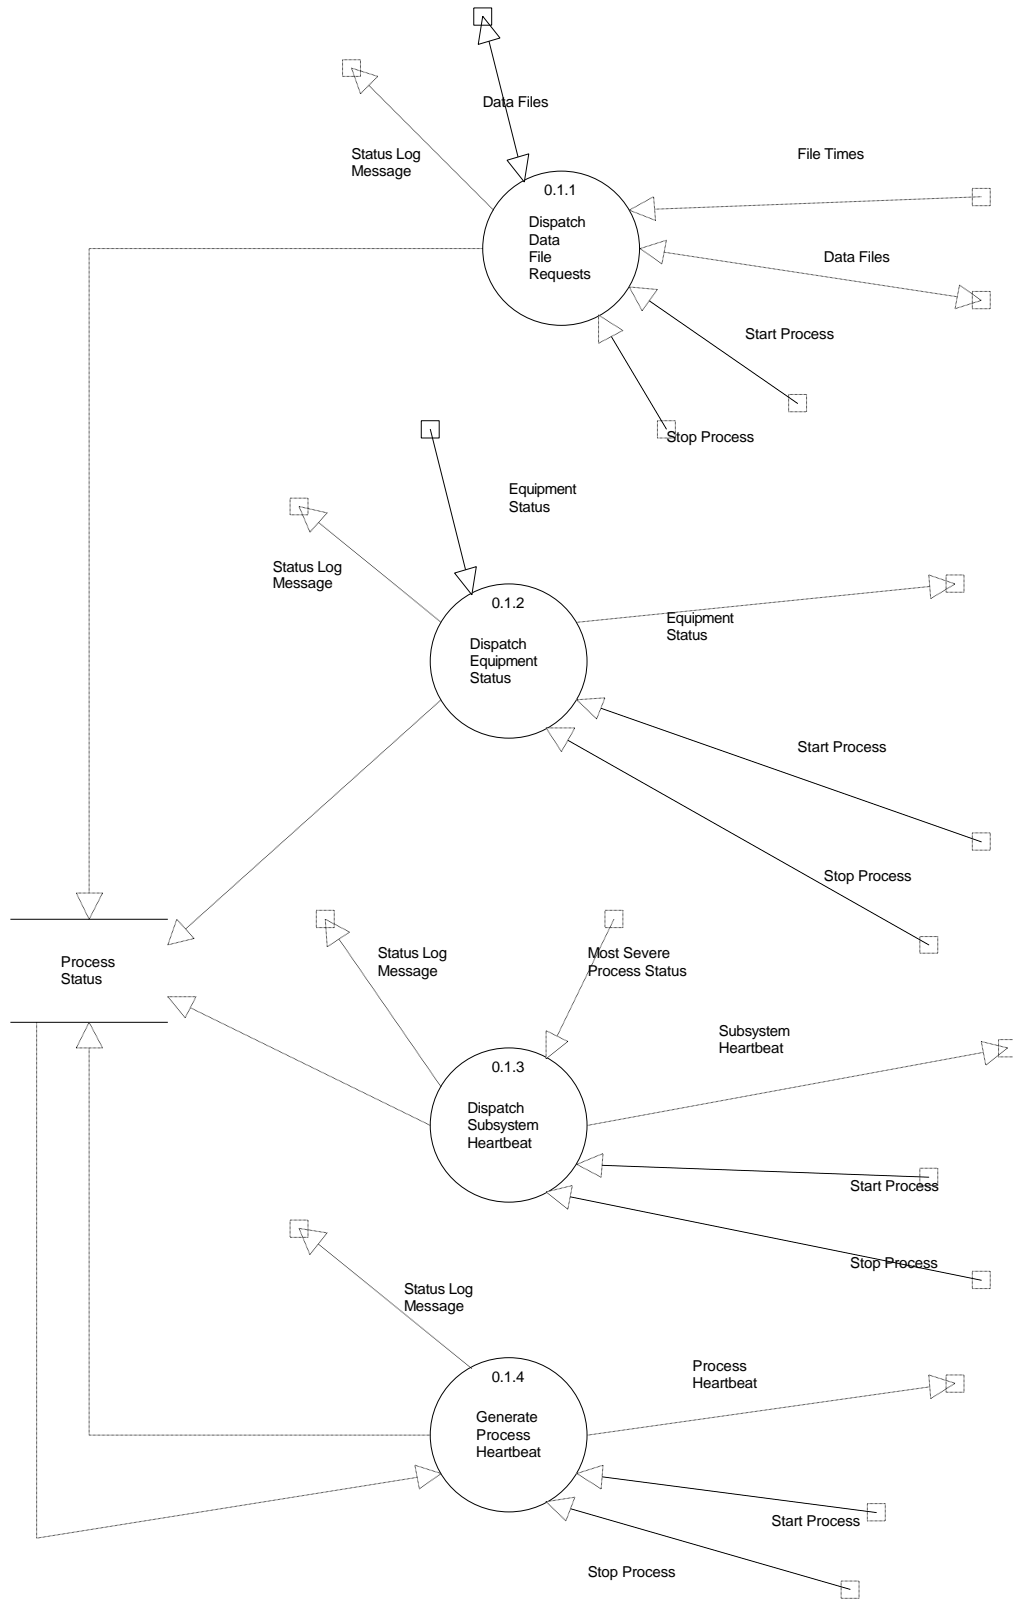 Data Files
Status Log
Message
File Times
0.1.1
Dispatch
Data
File
Requests
Data Files
Start Process
Stop Process
Equipment
Status
Status Log
Message
0.1.2
Dispatch
Equipment
Status
Equipment
Status
Start Process
Stop Process
Process
Status
Status Log
Message
Most Severe
Process Status
Subsystem
Heartbeat
0.1.3
Dispatch
Subsystem
Heartbeat
Start Process
Stop Process
Status Log
Message
0.1.4
Generate
Process
Heartbeat
Process
Heartbeat
Start Process
Stop Process